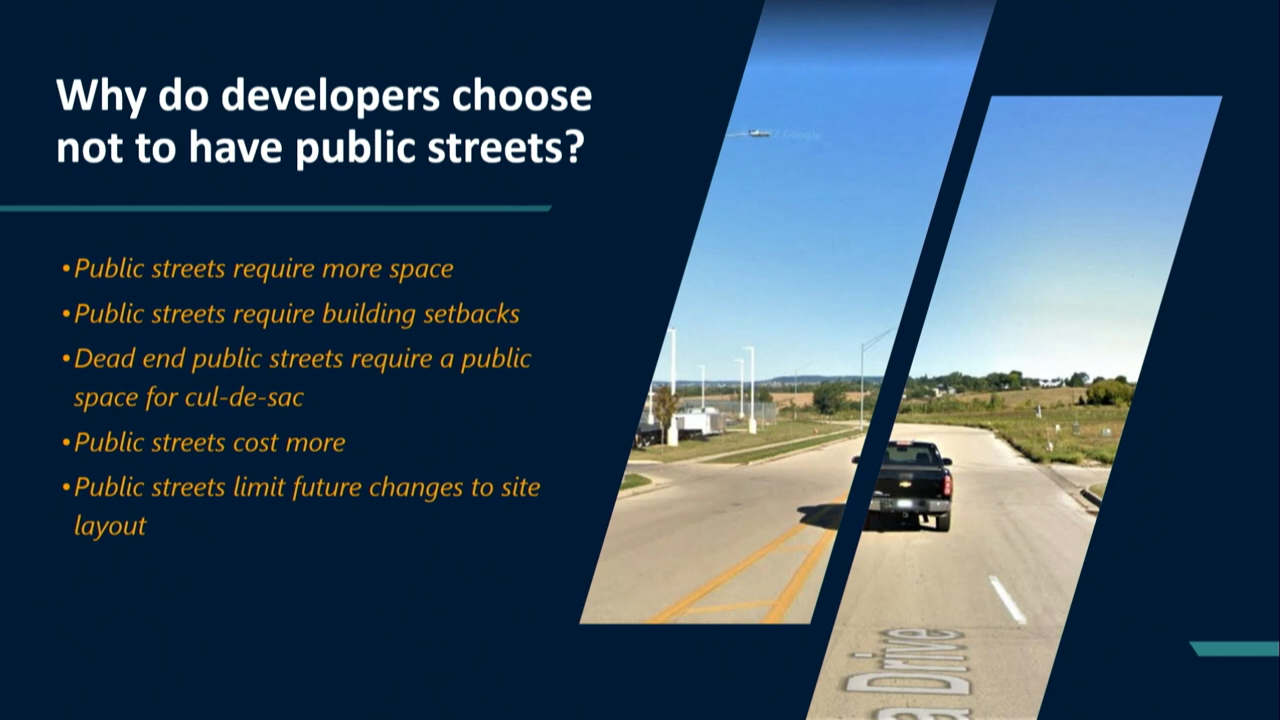 Why do developers choose
not to have public streets?
•Public streets require more space
•Public streets require building setbacks
•Dead end public streets require a public
space for cul-de-sac
•Public streets cost more
•Public streets limit future changes to site
layout
Google
a Drive